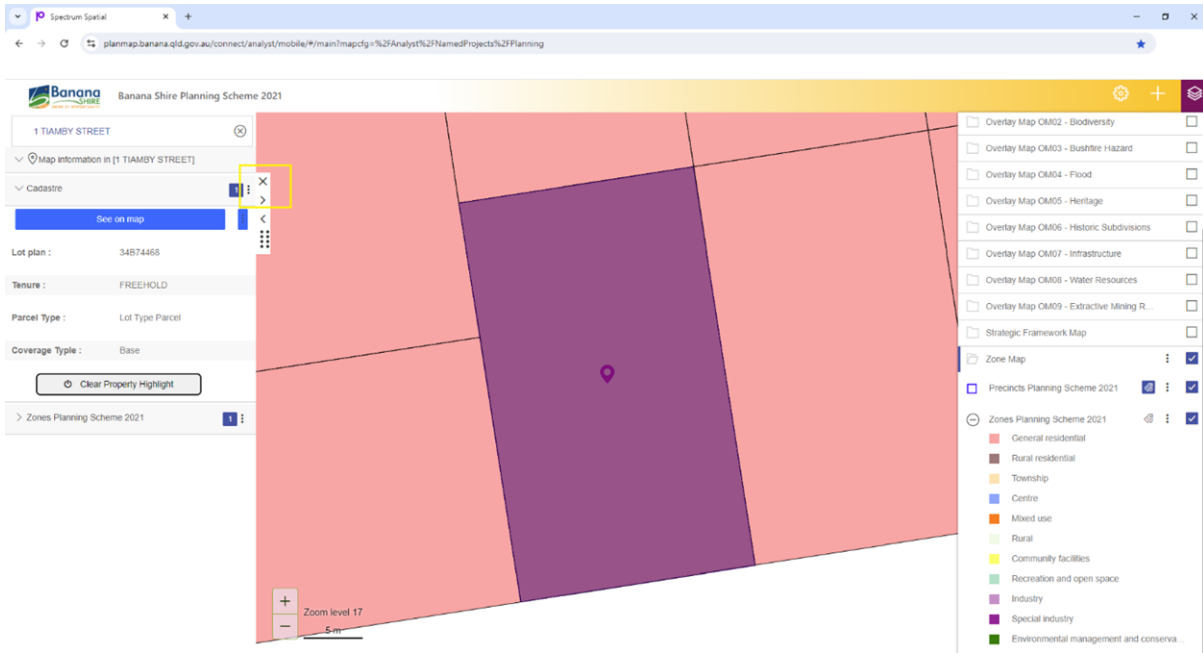 Spectrum Spatial
planmap.banana.qld.gov.au/connect/analyst/mobile/#/main?mapcfg=%2FAnalyst%2FNamedProjects%2FPlanning
Banana
SHIRE
Banana Shire Planning Scheme 2021
1 TIAMBY STREET
Map information in [1 TIAMBY STREET]
Cadastre 1
See on map
Lot plan : 34B74468
Tenure : FREEHOLD
Parcel Type : Lot Type Parcel
Coverage Typle : Base
Clear Property Highlight
Zones Planning Scheme 2021 1
+
Zoom level 17
−
5 m
Overlay Map OM02 - Biodiversity
Overlay Map OM03 - Bushfire Hazard
Overlay Map OM04 - Flood
Overlay Map OM05 - Heritage
Overlay Map OM06 - Historic Subdivisions
Overlay Map OM07 - Infrastructure
Overlay Map OM08 - Water Resources
Overlay Map OM09 - Extractive Mining R...
Strategic Framework Map
Zone Map
Precincts Planning Scheme 2021
Zones Planning Scheme 2021
General residential
Rural residential
Township
Centre
Mixed use
Rural
Community facilities
Recreation and open space
Industry
Special industry
Environmental management and conserva...